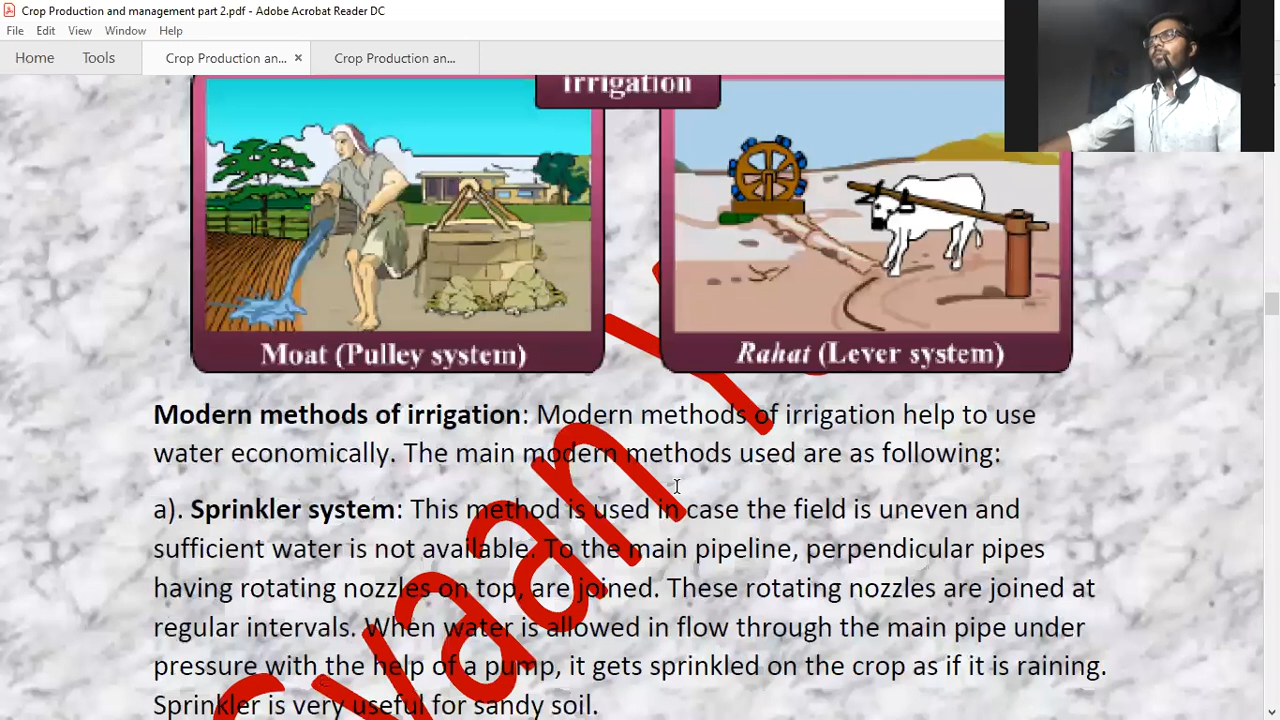 Crop Production and management part 2.pdf - Adobe Acrobat Reader DC
File Edit View Window Help
Home Tools Crop Production an... × Crop Production an...
Irrigation
Moat (Pulley system)
Rahat (Lever system)
Modern methods of irrigation: Modern methods of irrigation help to use
water economically. The main modern methods used are as following:
a). Sprinkler system: This method is used in case the field is uneven and
sufficient water is not available. To the main pipeline, perpendicular pipes
having rotating nozzles on top, are joined. These rotating nozzles are joined at
regular intervals. When water is allowed in flow through the main pipe under
pressure with the help of a pump, it gets sprinkled on the crop as if it is raining.
Sprinkler is very useful for sandy soil.